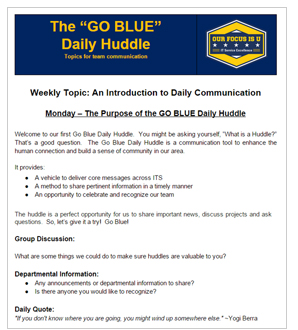 The “GO BLUE”
Daily Huddle
Topics for team communication
OUR FOCUS IS U
IT Service Excellence
Weekly Topic: An Introduction to Daily Communication
Monday – The Purpose of the GO BLUE Daily Huddle
Welcome to our first Go Blue Daily Huddle. You might be asking yourself, “What is a Huddle?”
That’s a good question. The Go Blue Daily Huddle is a communication tool to enhance the
human connection and build a sense of community in our area.
It provides:
● A vehicle to deliver core messages across ITS
● A method to share pertinent information in a timely manner
● An opportunity to celebrate and recognize our team
The huddle is a perfect opportunity for us to share important news, discuss projects and ask
questions. So, let’s give it a try! Go Blue!
Group Discussion:
What are some things we could do to make sure huddles are valuable to you?
Departmental Information:
● Any announcements or departmental information to share?
● Is there anyone you would like to recognize?
Daily Quote:
“If you don’t know where you are going, you might wind up somewhere else.” ~Yogi Berra